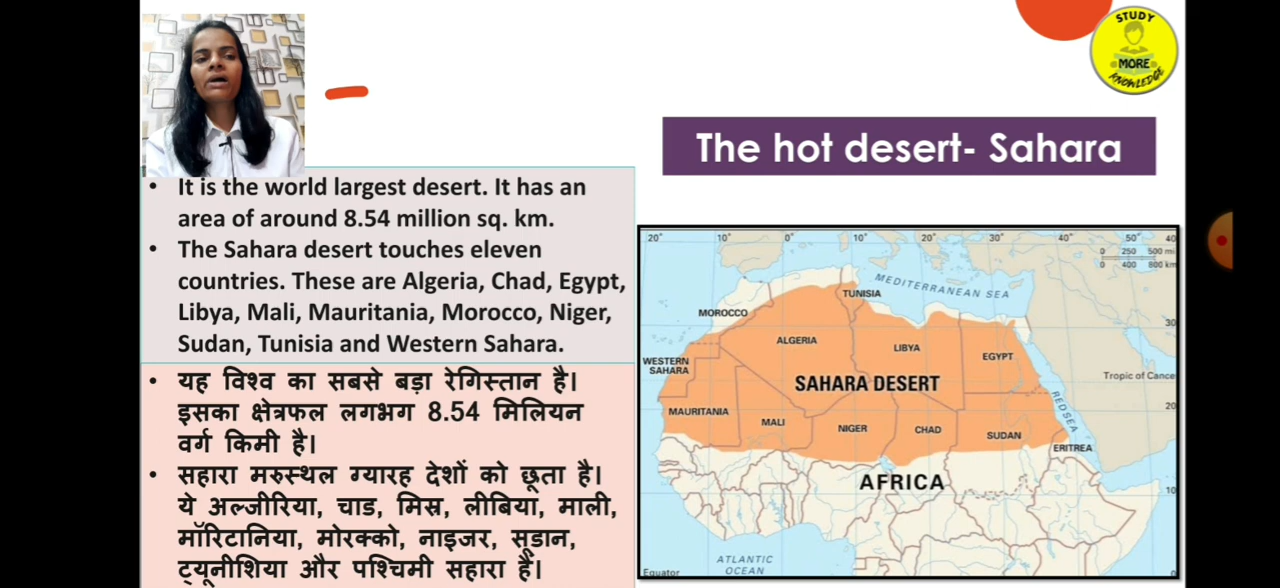 STUDY
MORE
KNOWLEDGE
The hot desert- Sahara
• It is the world largest desert. It has an
area of around 8.54 million sq. km.
• The Sahara desert touches eleven
countries. These are Algeria, Chad, Egypt,
Libya, Mali, Mauritania, Morocco, Niger,
Sudan, Tunisia and Western Sahara.
• यह विश्व का सबसे बड़ा रेगिस्तान है।
इसका क्षेत्रफल लगभग 8.54 मिलियन
वर्ग किमी है।
• सहारा मरुस्थल ग्यारह देशों को छूता है।
ये अल्जीरिया, चाड, मिस्र, लीबिया, माली,
मॉरिटानिया, मोरक्को, नाइजर, सूडान,
ट्यूनीशिया और पश्चिमी सहारा हैं।
20° 10° 0° 10° 20° 30° 40° 50°
0 250 500 mi
0 400 800 km
MEDITERRANEAN SEA
TUNISIA
MOROCCO
30
ALGERIA
LIBYA
EGYPT
WESTERN
SAHARA
Tropic of Cance
SAHARA DESERT
RED SEA
20
MAURITANIA
MALI
NIGER
CHAD
SUDAN
ERITREA
AFRICA
10
ATLANTIC
OCEAN
Equator
0